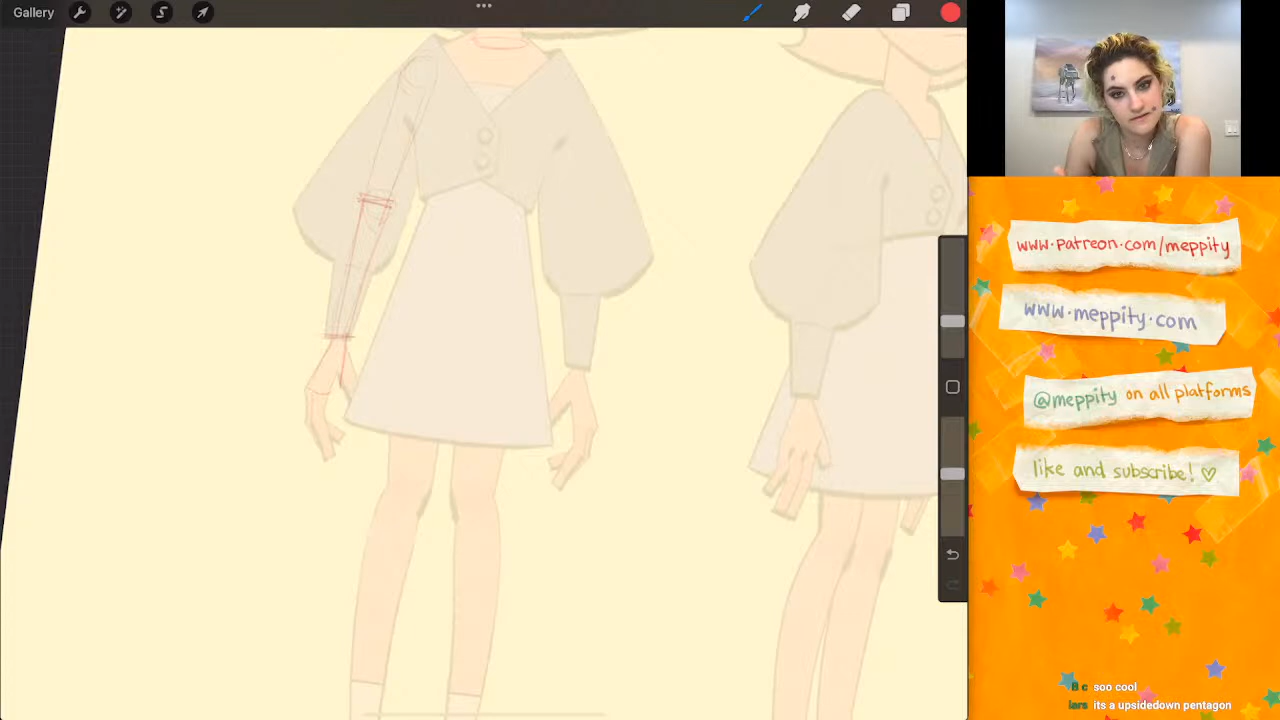 Gallery
www.patreon.com/meppity
www.meppity.com
@meppity on all platforms
like and subscribe! ♡
B c soo cool
lars its a upsidedown pentagon